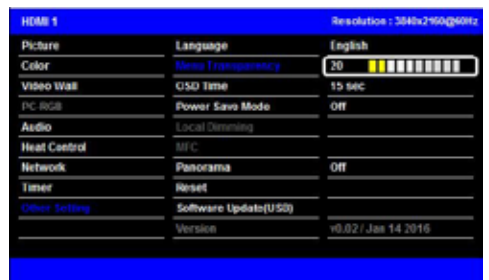 HDMI 1 Resolution : 3840x2160@60Hz
Picture Language English
Color Menu Transparency 20
Video Wall OSD Time 15 sec
PC-RGB Power Save Mode Off
Audio Local Dimming
Heat Control MFC
Network Panorama Off
Timer Reset
Other Setting Software Update(USB)
Version v0.02 / Jan 14 2016